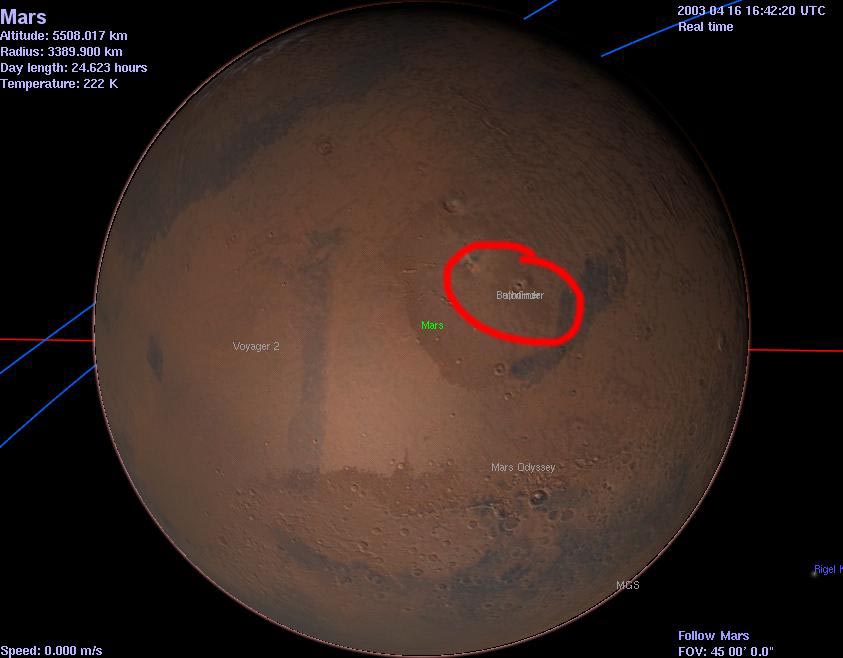 Mars
Altitude: 5508.017 km
Radius: 3389.900 km
Day length: 24.623 hours
Temperature: 222 K
2003 04 16 16:42:20 UTC
Real time
Mars
Voyager 2
Mars Odyssey
MGS
Rigel K
Speed: 0.000 m/s
Follow Mars
FOV: 45 00' 0.0"